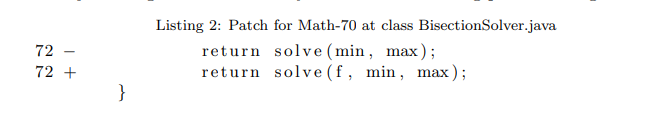 Listing 2: Patch for Math-70 at class BisectionSolver.java
72 − return solve(min, max);
72 + return solve(f, min, max);
}